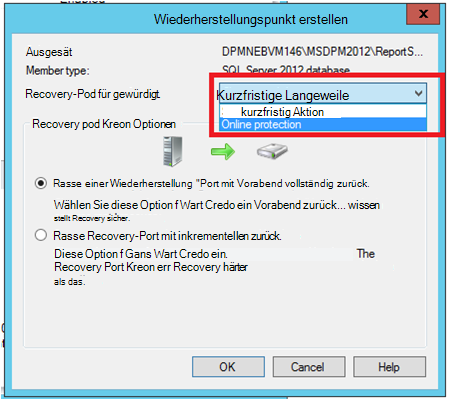 Wiederherstellungspunkt erstellen
Ausgesät
DPMNEBVM146\MSDPM2012\ReportS...
Member type:
SQL Server 2012 database
Recovery-Pod für gewürdigt.
Kurzfristige Langeweile
kurzfristig Aktion
Online protection
Recovery pod Kreon Optionen
Rasse einer Wiederherstellung "Port mit Vorabend vollständig zurück.
Wählen Sie diese Option f Wart Credo ein Vorabend zurück... wissen
stellt Recovery sicher.
Rasse Recovery-Port mit inkrementellen zurück.
Diese Option f Gans Wart Credo ein. The
Recovery Port Kreon err Recovery härter
als das.
OK
Cancel
Help